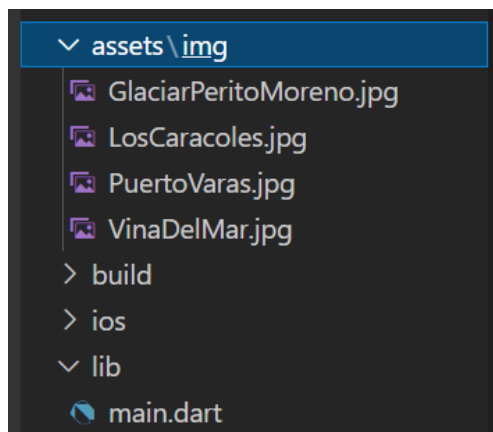 assets\img
GlaciarPeritoMoreno.jpg
LosCaracoles.jpg
PuertoVaras.jpg
VinaDelMar.jpg
build
ios
lib
main.dart